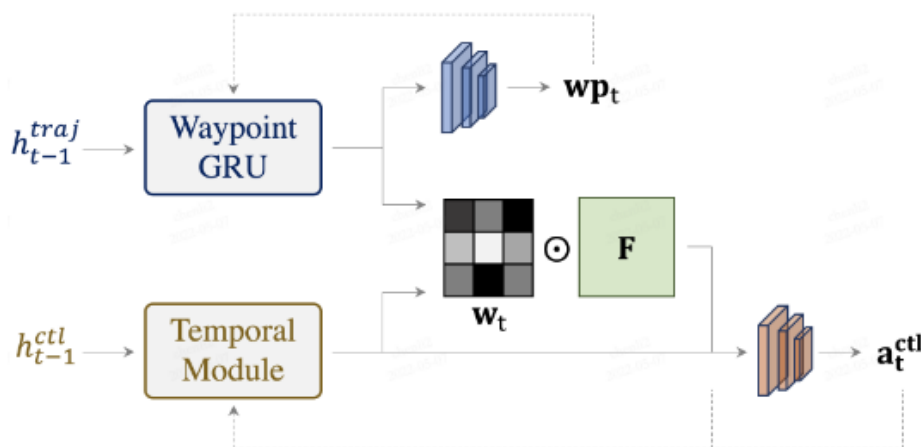 wp_t
h_{t-1}^{traj}
Waypoint
GRU
⊙
F
w_t
h_{t-1}^{ctl}
Temporal
Module
a_t^{ctl}